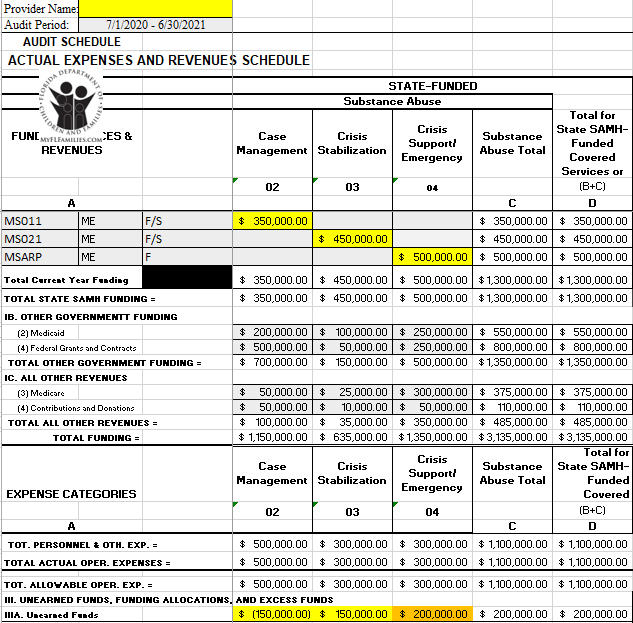 Provider Name:
Audit Period: 7/1/2020 - 6/30/2021
AUDIT SCHEDULE
ACTUAL EXPENSES AND REVENUES SCHEDULE
FLORIDA DEPARTMENT OF
CHILDREN AND FAMILIES
MYFLFAMILIES.COM
STATE-FUNDED
Substance Abuse
FUND CES & REVENUES Case Management Crisis Stabilization Crisis Support/ Emergency Substance Abuse Total Total for State SAMH-Funded Covered Services or
02 03 04 (B+C)
A C D
MS011 ME F/S $ 350,000.00 $ 350,000.00 $ 350,000.00
MS021 ME F/S $ 450,000.00 $ 450,000.00 $ 450,000.00
MSARP ME F $ 500,000.00 $ 500,000.00 $ 500,000.00
Total Current Year Funding $ 350,000.00 $ 450,000.00 $ 500,000.00 $ 1,300,000.00 $ 1,300,000.00
TOTAL STATE SAMH FUNDING = $ 350,000.00 $ 450,000.00 $ 500,000.00 $ 1,300,000.00 $ 1,300,000.00
IB. OTHER GOVERNMENTT FUNDING
(2) Medicaid $ 200,000.00 $ 100,000.00 $ 250,000.00 $ 550,000.00 $ 550,000.00
(4) Federal Grants and Contracts $ 500,000.00 $ 50,000.00 $ 250,000.00 $ 800,000.00 $ 800,000.00
TOTAL OTHER GOVERNMENT FUNDING = $ 700,000.00 $ 150,000.00 $ 500,000.00 $ 1,350,000.00 $ 1,350,000.00
IC. ALL OTHER REVENUES
(3) Medicare $ 50,000.00 $ 25,000.00 $ 300,000.00 $ 375,000.00 $ 375,000.00
(4) Contributions and Donations $ 50,000.00 $ 10,000.00 $ 50,000.00 $ 110,000.00 $ 110,000.00
TOTAL ALL OTHER REVENUES = $ 100,000.00 $ 35,000.00 $ 350,000.00 $ 485,000.00 $ 485,000.00
TOTAL FUNDING = $ 1,150,000.00 $ 635,000.00 $ 1,350,000.00 $ 3,135,000.00 $ 3,135,000.00
EXPENSE CATEGORIES Case Management Crisis Stabilization Crisis Support/ Emergency Substance Abuse Total Total for State SAMH-Funded Covered
02 03 04 (B+C)
A C D
TOT. PERSONNEL & OTH. EXP. = $ 500,000.00 $ 300,000.00 $ 300,000.00 $ 1,100,000.00 $ 1,100,000.00
TOTAL ACTUAL OPER. EXPENSES = $ 500,000.00 $ 300,000.00 $ 300,000.00 $ 1,100,000.00 $ 1,100,000.00
TOT. ALLOWABLE OPER. EXP. = $ 500,000.00 $ 300,000.00 $ 300,000.00 $ 1,100,000.00 $ 1,100,000.00
III. UNEARNED FUNDS, FUNDING ALLOCATIONS, AND EXCESS FUNDS
IIIA. Unearned Funds $ (150,000.00) $ 150,000.00 $ 200,000.00 $ 200,000.00 $ 200,000.00